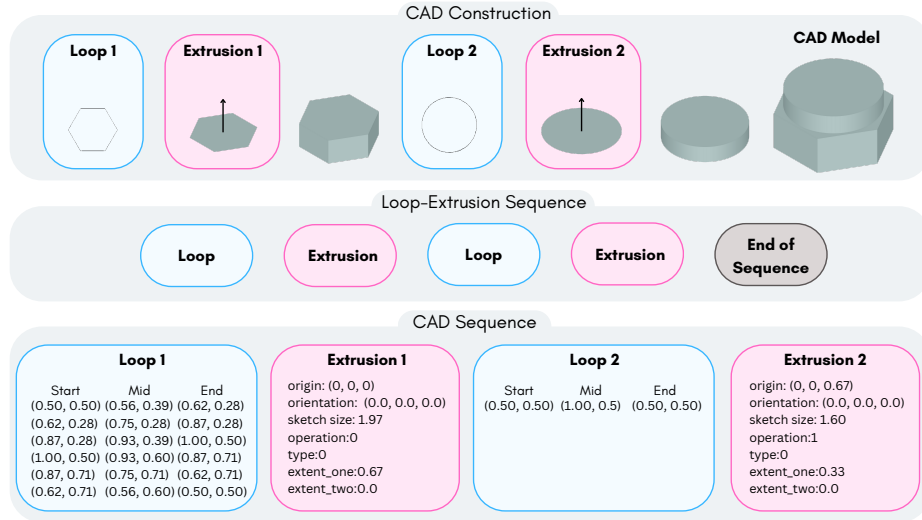 CAD Construction
Loop 1
Extrusion 1
Loop 2
Extrusion 2
CAD Model
Loop-Extrusion Sequence
Loop
Extrusion
Loop
Extrusion
End of
Sequence
CAD Sequence
Loop 1
Start Mid End
(0.50, 0.50) (0.56, 0.39) (0.62, 0.28)
(0.62, 0.28) (0.75, 0.28) (0.87, 0.28)
(0.87, 0.28) (0.93, 0.39) (1.00, 0.50)
(1.00, 0.50) (0.93, 0.60) (0.87, 0.71)
(0.87, 0.71) (0.75, 0.71) (0.62, 0.71)
(0.62, 0.71) (0.56, 0.60) (0.50, 0.50)
Extrusion 1
origin: (0, 0, 0)
orientation: (0.0, 0.0, 0.0)
sketch size: 1.97
operation:0
type:0
extent_one:0.67
extent_two:0.0
Loop 2
Start Mid End
(0.50, 0.50) (1.00, 0.5) (0.50, 0.50)
Extrusion 2
origin: (0, 0, 0.67)
orientation: (0.0, 0.0, 0.0)
sketch size: 1.60
operation:1
type:0
extent_one:0.33
extent_two:0.0